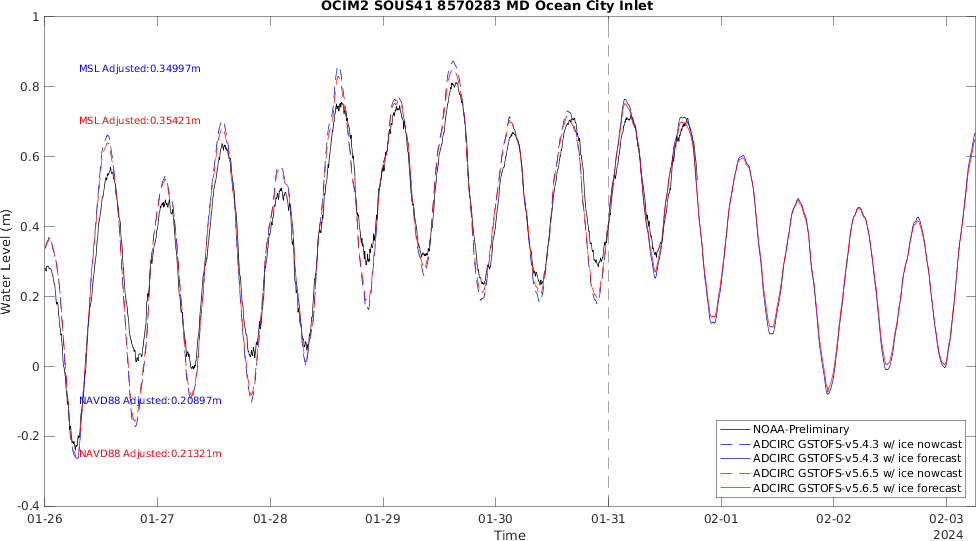 OCIM2 SOUS41 8570283 MD Ocean City Inlet
1
MSL Adjusted:0.34997m
0.8
MSL Adjusted:0.35421m
0.6
0.4
Water Level (m)
0.2
0
NAVD88 Adjusted:0.20897m
-0.2
NAVD88 Adjusted:0.21321m
NOAA-Preliminary
ADCIRC GSTOFS-v5.4.3 w/ ice nowcast
ADCIRC GSTOFS-v5.4.3 w/ ice forecast
ADCIRC GSTOFS-v5.6.5 w/ ice nowcast
ADCIRC GSTOFS-v5.6.5 w/ ice forecast
-0.4
01-26 01-27 01-28 01-29 01-30 01-31 02-01 02-02 02-03
Time 2024